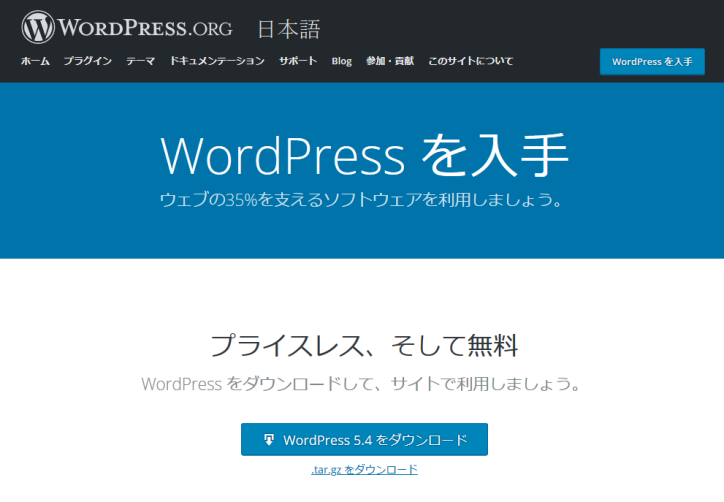 WORDPRESS.ORG 日本語
ホーム プラグイン テーマ ドキュメンテーション サポート Blog 参加・貢献 このサイトについて WordPress を入手
WordPress を入手
ウェブの35%を支えるソフトウェアを利用しましょう。
プライスレス、そして無料
WordPress をダウンロードして、サイトで利用しましょう。
WordPress 5.4 をダウンロード
.tar.gz をダウンロード